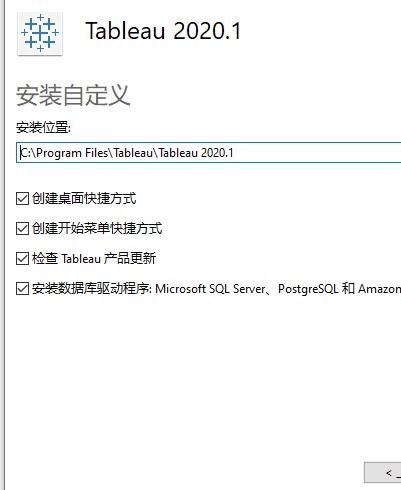 Tableau 2020.1
安装自定义
安装位置:
C:\Program Files\Tableau\Tableau 2020.1
创建桌面快捷方式
创建开始菜单快捷方式
检查 Tableau 产品更新
安装数据库驱动程序: Microsoft SQL Server、PostgreSQL 和 Amazon
<